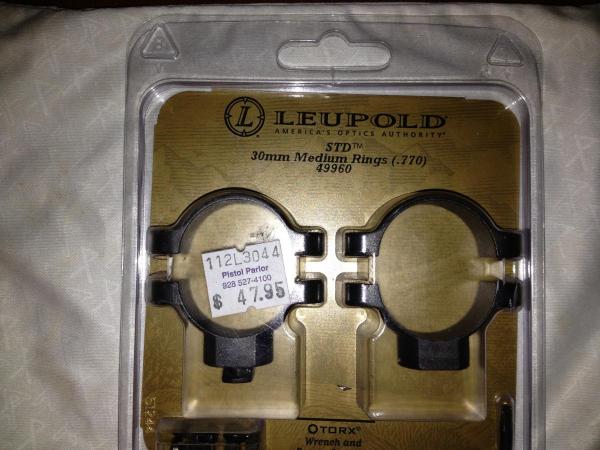 LEUPOLD
AMERICA'S OPTICS AUTHORITY
STD™
30mm Medium Rings (.770)
49960
112L3044
Pistol Parlor
928 527-4100
$ 47.95
TORX®
Wrench and